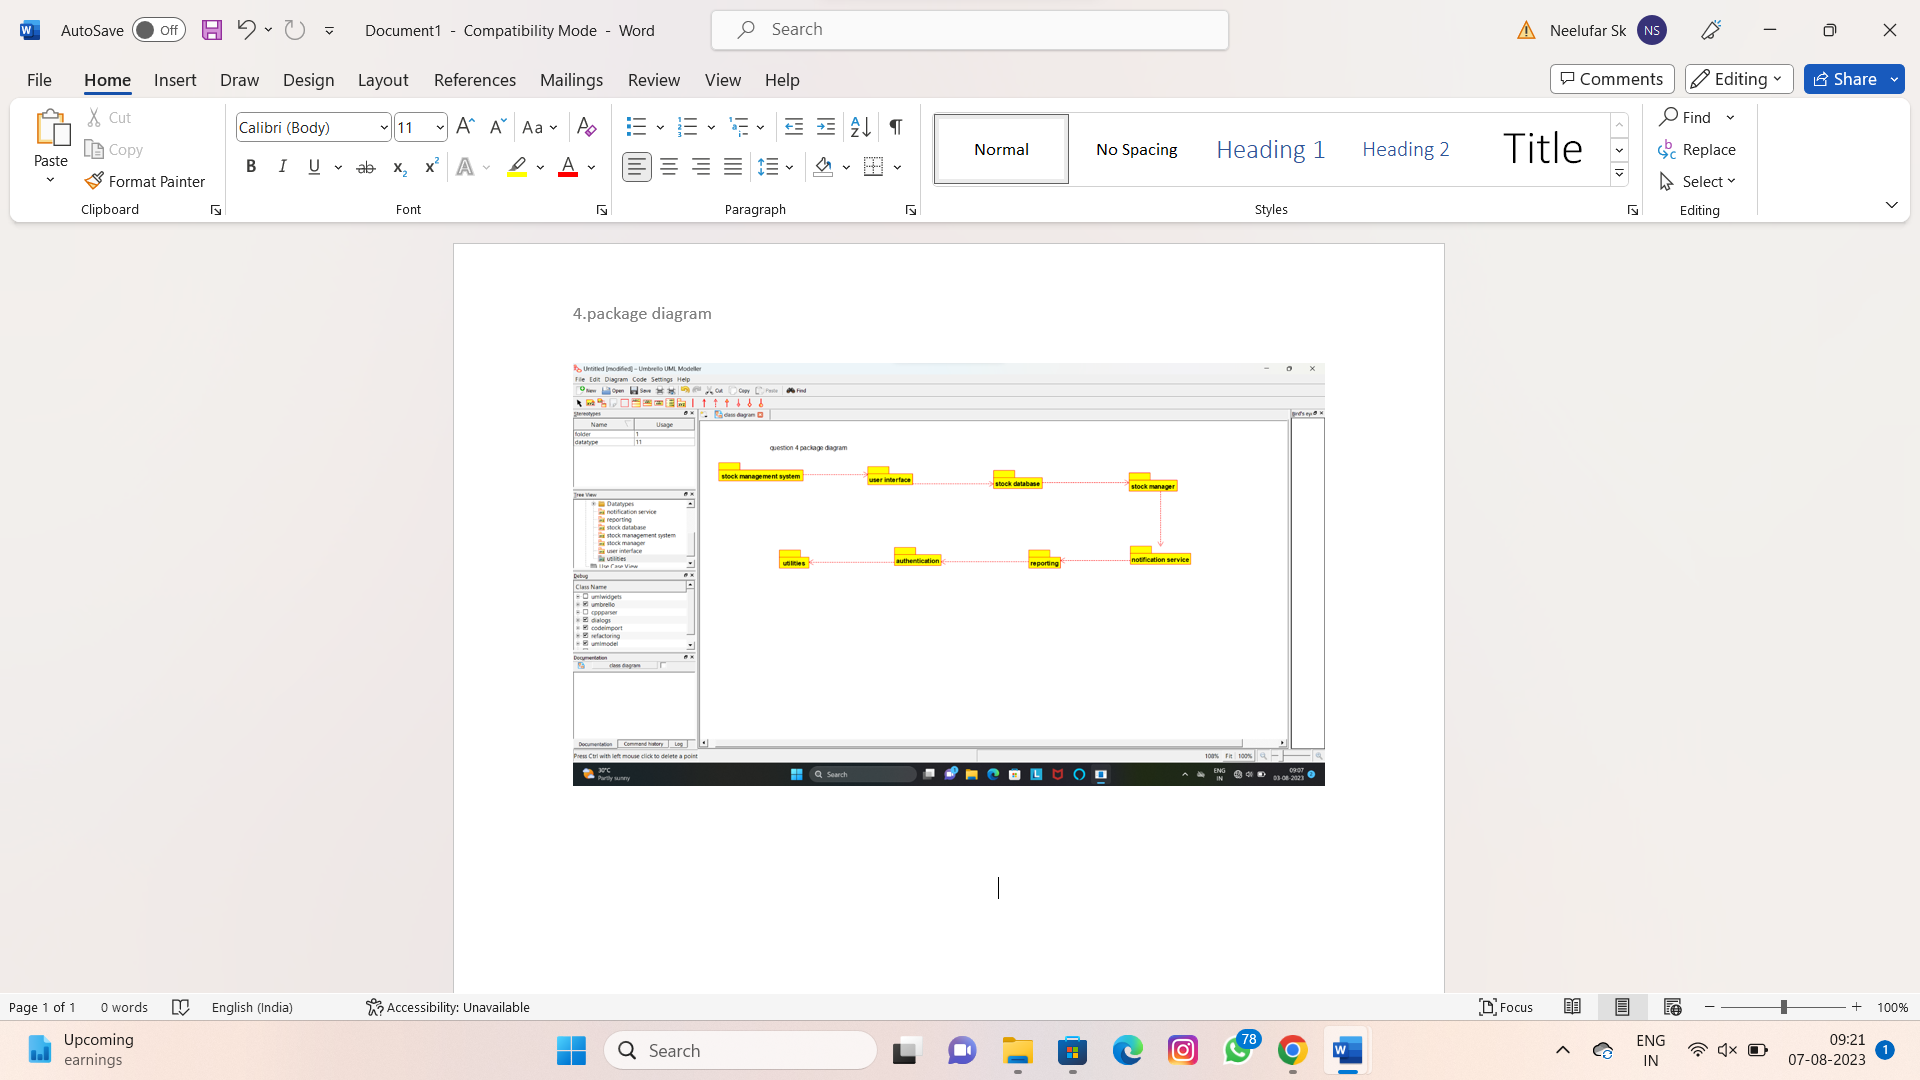 AutoSave Off Document1 - Compatibility Mode - Word Search Neelufar Sk NS
File Home Insert Draw Design Layout References Mailings Review View Help Comments Editing Share
Paste Cut Copy Format Painter
Calibri (Body) 11 Aa
Normal No Spacing Heading 1 Heading 2 Title
Find Replace Select
Clipboard Font Paragraph Styles Editing
4.package diagram
Untitled [modified] – Umbrello UML Modeller
File Edit Diagram Code Settings Help
New Open Save Cut Copy Paste Find
Stereotypes
class diagram
Name Usage
folder 1
datatype 11
question 4 package diagram
stock management system
user interface
stock database
stock manager
notification service
reporting
authentication
utilities
Tree View
Datatypes
notification service
reporting
stock database
stock management system
stock manager
user interface
utilities
Use Case View
Debug
Class Name
umlwidgets
umbrello
cppparser
dialogs
codeimport
refactoring
umlmodel
Documentation
class diagram
Documentation Command history Log
Press Ctrl with left mouse click to delete a point 108% Fit 100%
30°C
Partly sunny
Search
ENG
IN
09:07
03-08-2023
Page 1 of 1 0 words English (India) Accessibility: Unavailable Focus 100%
Upcoming
earnings
Search
78
ENG
IN
09:21
07-08-2023
1